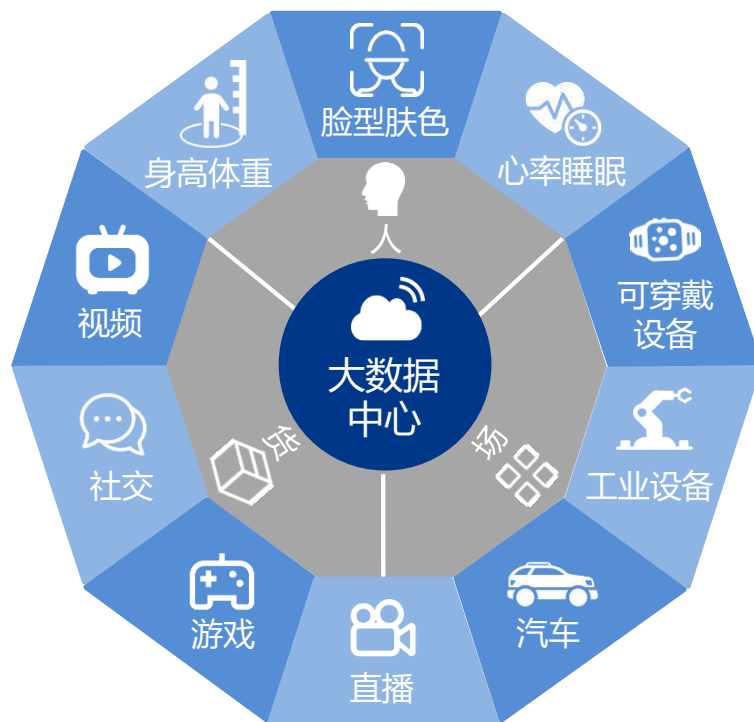 脸型肤色
身高体重
心率睡眠
人
视频
可穿戴
设备
大数据
中心
货
场
社交
工业设备
游戏
汽车
直播